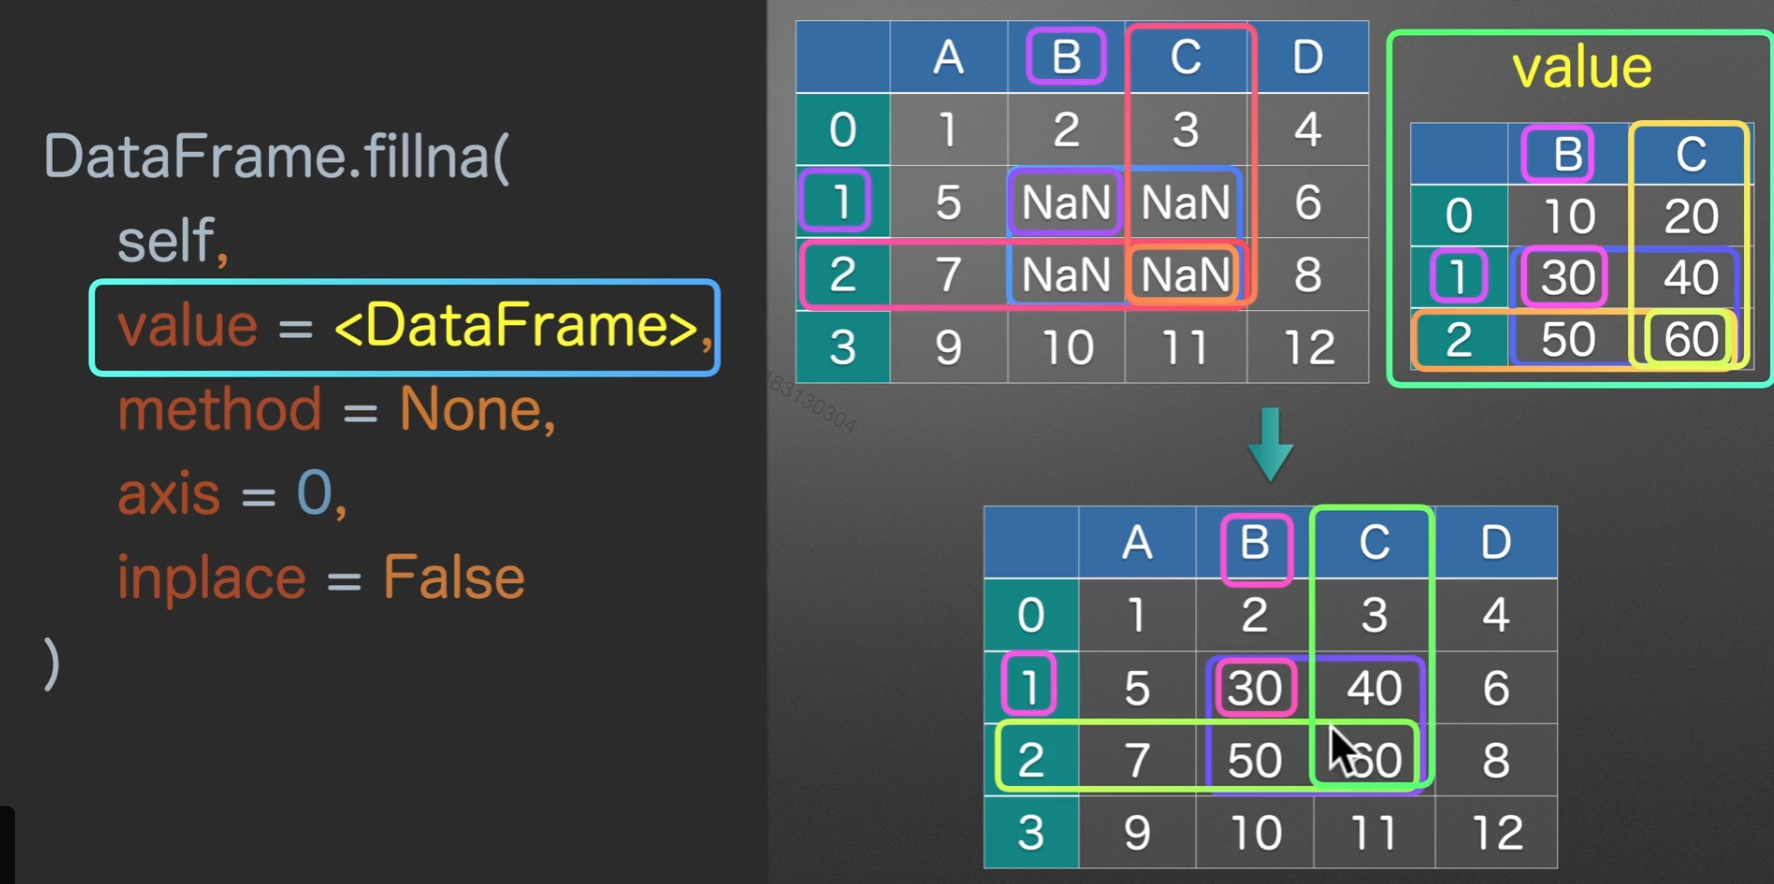 DataFrame.fillna(
self,
value = <DataFrame>,
method = None,
axis = 0,
inplace = False
)
A B C D
0 1 2 3 4
1 5 NaN NaN 6
2 7 NaN NaN 8
3 9 10 11 12
value
B C
0 10 20
1 30 40
2 50 60
A B C D
0 1 2 3 4
1 5 30 40 6
2 7 50 60 8
3 9 10 11 12